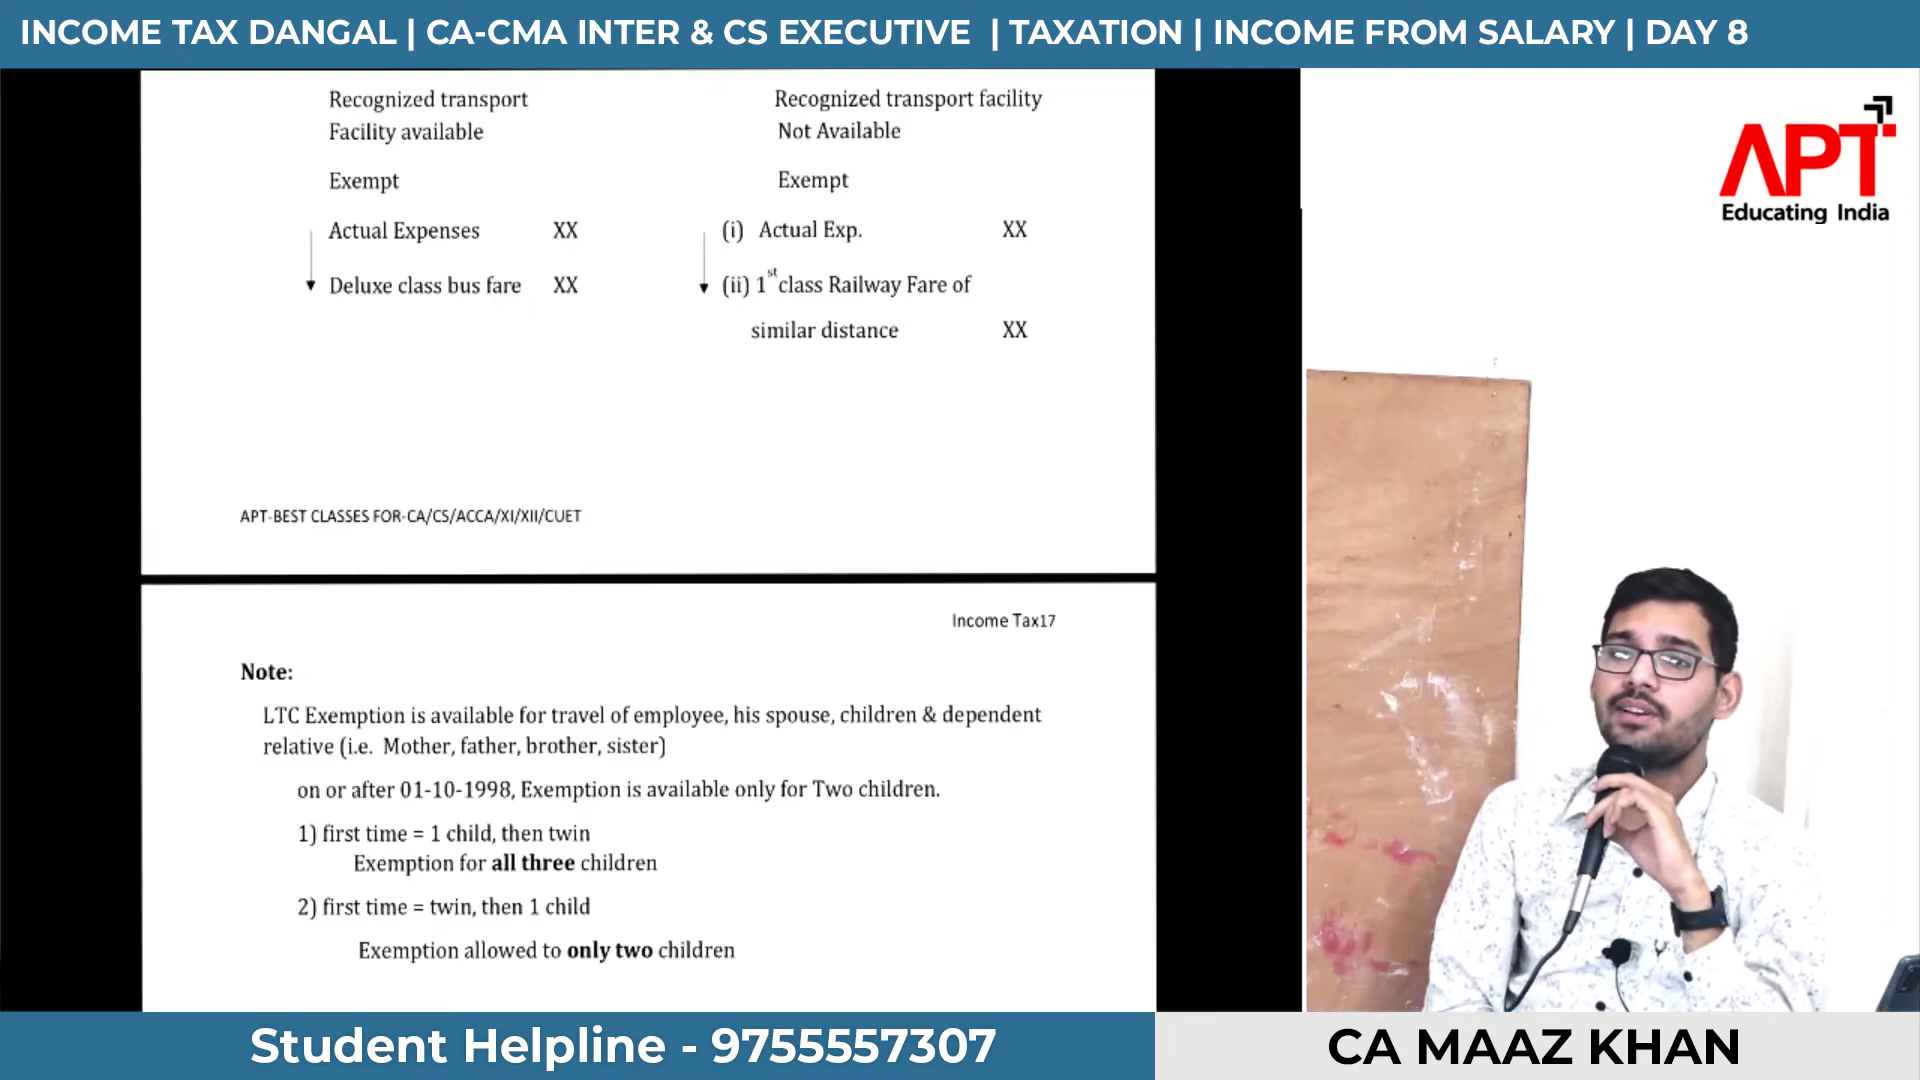 INCOME TAX DANGAL | CA-CMA INTER & CS EXECUTIVE | TAXATION | INCOME FROM SALARY | DAY 8
Recognized transport
Facility available
Exempt
Actual Expenses XX
Deluxe class bus fare XX
Recognized transport facility
Not Available
Exempt
(i) Actual Exp. XX
(ii) 1st class Railway Fare of
similar distance XX
APT-BEST CLASSES FOR-CA/CS/ACCA/XI/XII/CUET
Income Tax17
Note:
LTC Exemption is available for travel of employee, his spouse, children & dependent
relative (i.e. Mother, father, brother, sister)
on or after 01-10-1998, Exemption is available only for Two children.
1) first time = 1 child, then twin
Exemption for all three children
2) first time = twin, then 1 child
Exemption allowed to only two children
APT
Educating India
Student Helpline - 9755557307
CA MAAZ KHAN